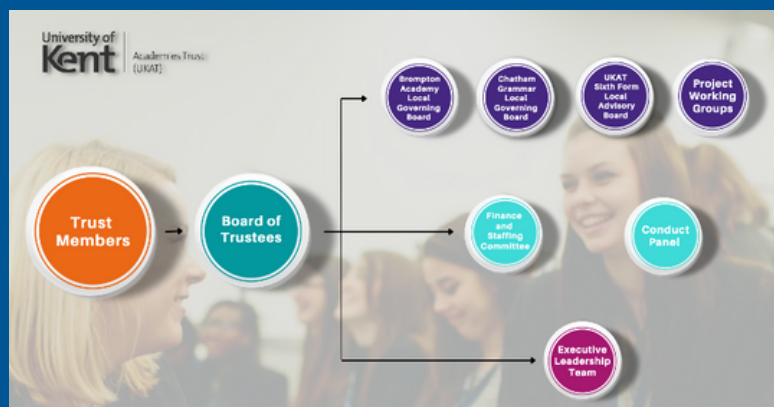 University of
Kent
Academies Trust
(UKAT)
Brompton
Academy
Local
Governing
Board
Chatham
Grammar
Local
Governing
Board
UKAT
Sixth Form
Local
Advisory
Board
Project
Working
Groups
Trust
Members
Board of
Trustees
Finance
and
Staffing
Committee
Conduct
Panel
Executive
Leadership
Team